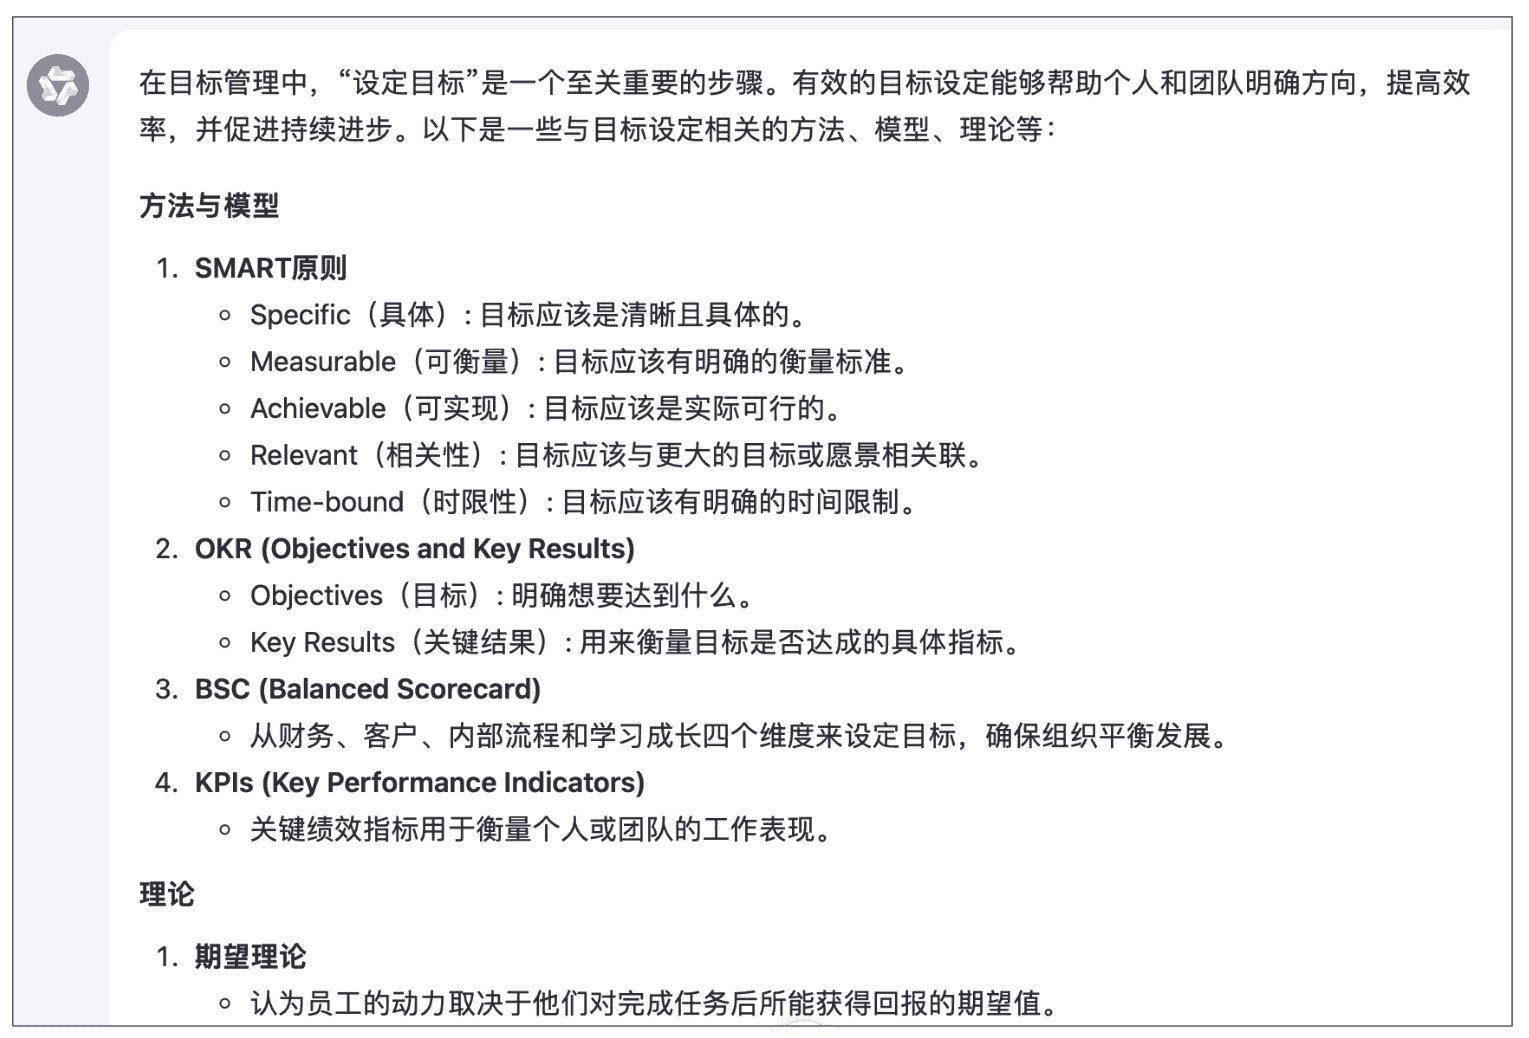 在目标管理中，“设定目标”是一个至关重要的步骤。有效的目标设定能够帮助个人和团队明确方向，提高效
率，并促进持续进步。以下是一些与目标设定相关的方法、模型、理论等：
方法与模型
1. SMART原则
◦ Specific（具体）: 目标应该是清晰且具体的。
◦ Measurable（可衡量）: 目标应该有明确的衡量标准。
◦ Achievable（可实现）: 目标应该是实际可行的。
◦ Relevant（相关性）: 目标应该与更大的目标或愿景相关联。
◦ Time-bound（时限性）: 目标应该有明确的时间限制。
2. OKR (Objectives and Key Results)
◦ Objectives（目标）: 明确想要达到什么。
◦ Key Results（关键结果）: 用来衡量目标是否达成的具体指标。
3. BSC (Balanced Scorecard)
◦ 从财务、客户、内部流程和学习成长四个维度来设定目标，确保组织平衡发展。
4. KPIs (Key Performance Indicators)
◦ 关键绩效指标用于衡量个人或团队的工作表现。
理论
1. 期望理论
◦ 认为员工的动力取决于他们对完成任务后所能获得回报的期望值。